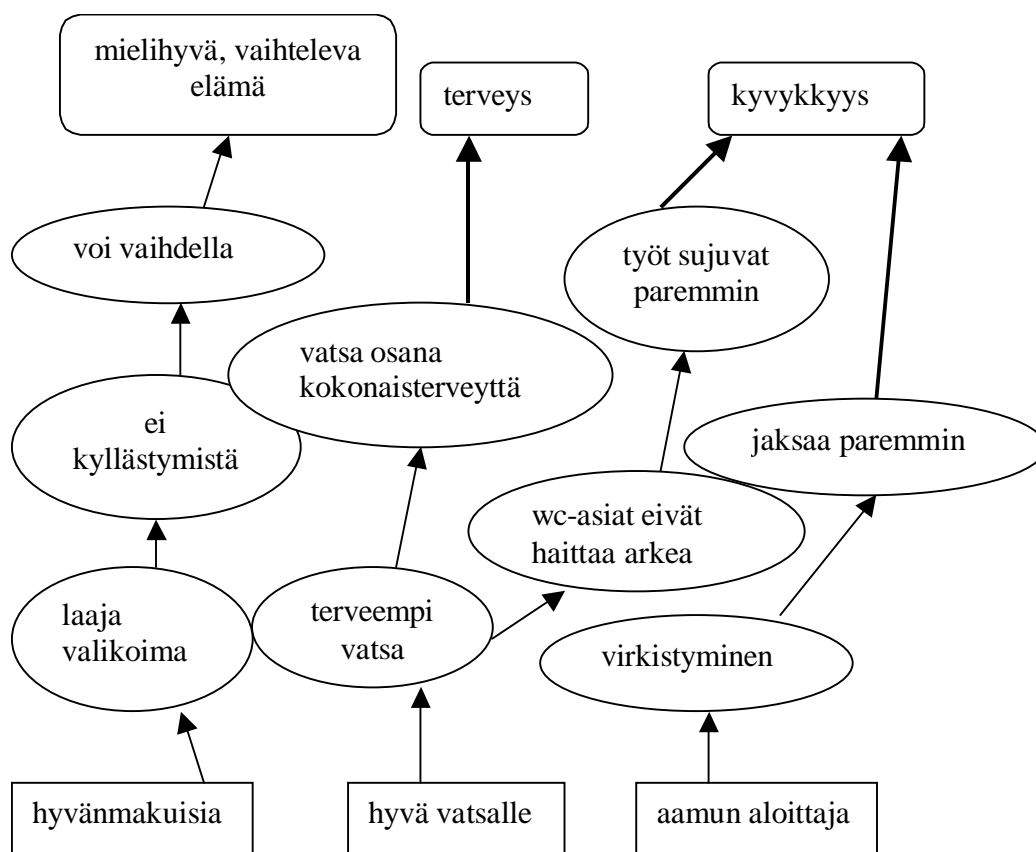 mielihyvä, vaihteleva
elämä
terveys
kyvykkyys
voi vaihdella
työt sujuvat
paremmin
vatsa osana
kokonaisterveyttä
ei
kyllästymistä
jaksaa paremmin
wc-asiat eivät
haittaa arkea
laaja
valikoima
terveempi
vatsa
virkistyminen
hyvänmakuisia
hyvä vatsalle
aamun aloittaja